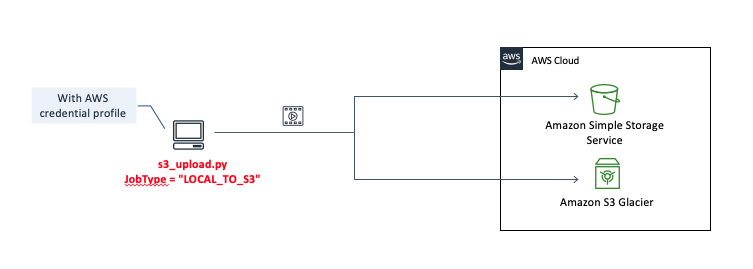 aws
AWS Cloud
With AWS
credential profile
Amazon Simple Storage
Service
s3_upload.py
JobType = "LOCAL_TO_S3"
Amazon S3 Glacier